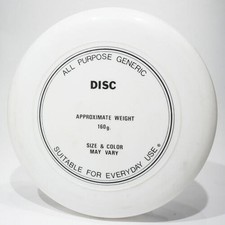 ALL PURPOSE GENERIC
DISC
APPROXIMATE WEIGHT
160g.
SIZE & COLOR
MAY VARY
SUITABLE FOR EVERYDAY USE